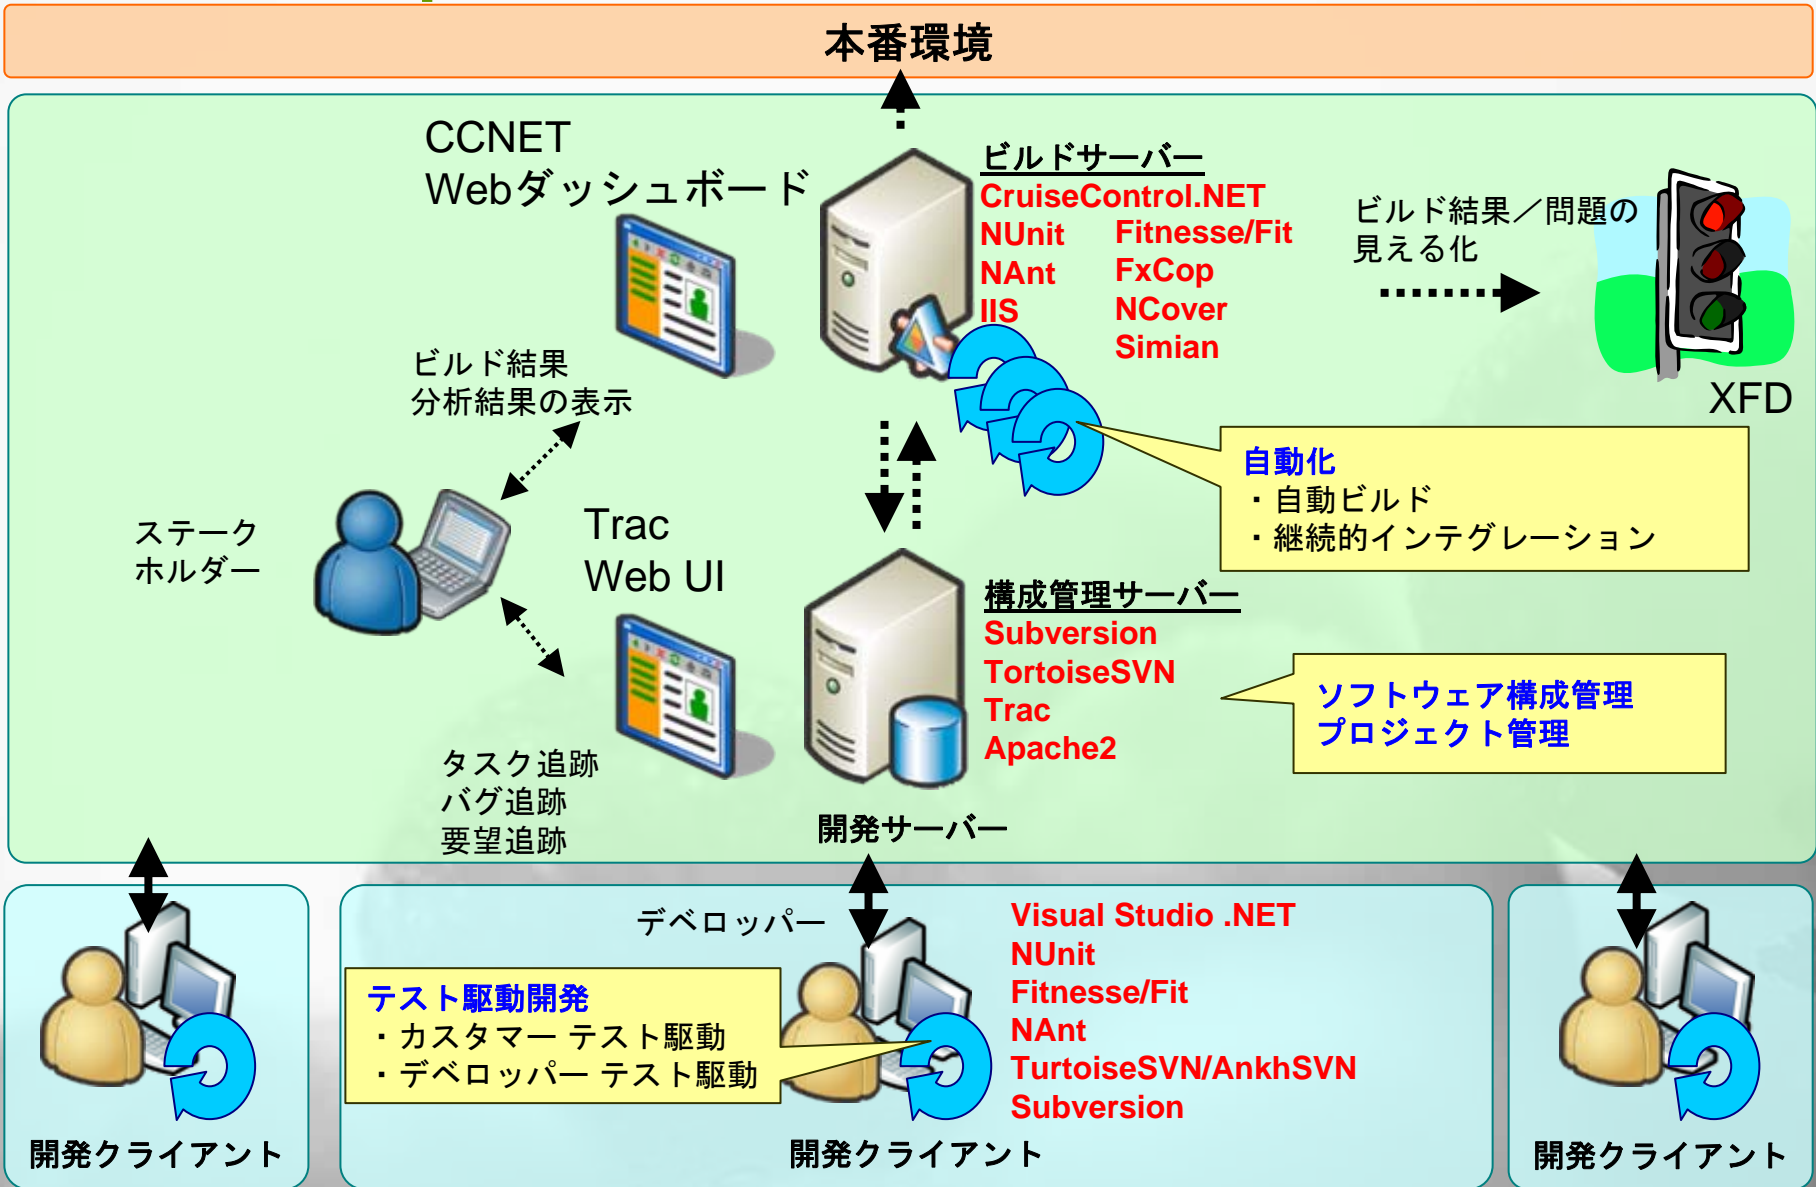 本番環境
CCNET
Webダッシュボード
ビルドサーバー
CruiseControl.NET
NUnit
Fitnesse/Fit
NAnt
FxCop
IIS
NCover
Simian
ビルド結果／問題の
見える化
XFD
ビルド結果
分析結果の表示
自動化
・自動ビルド
・継続的インテグレーション
ステーク
ホルダー
Trac
Web UI
構成管理サーバー
Subversion
TortoiseSVN
Trac
Apache2
ソフトウェア構成管理
プロジェクト管理
タスク追跡
バグ追跡
要望追跡
開発サーバー
デベロッパー
Visual Studio .NET
NUnit
Fitnesse/Fit
NAnt
TurtoiseSVN/AnkhSVN
Subversion
テスト駆動開発
・カスタマー テスト駆動
・デベロッパー テスト駆動
開発クライアント
開発クライアント
開発クライアント